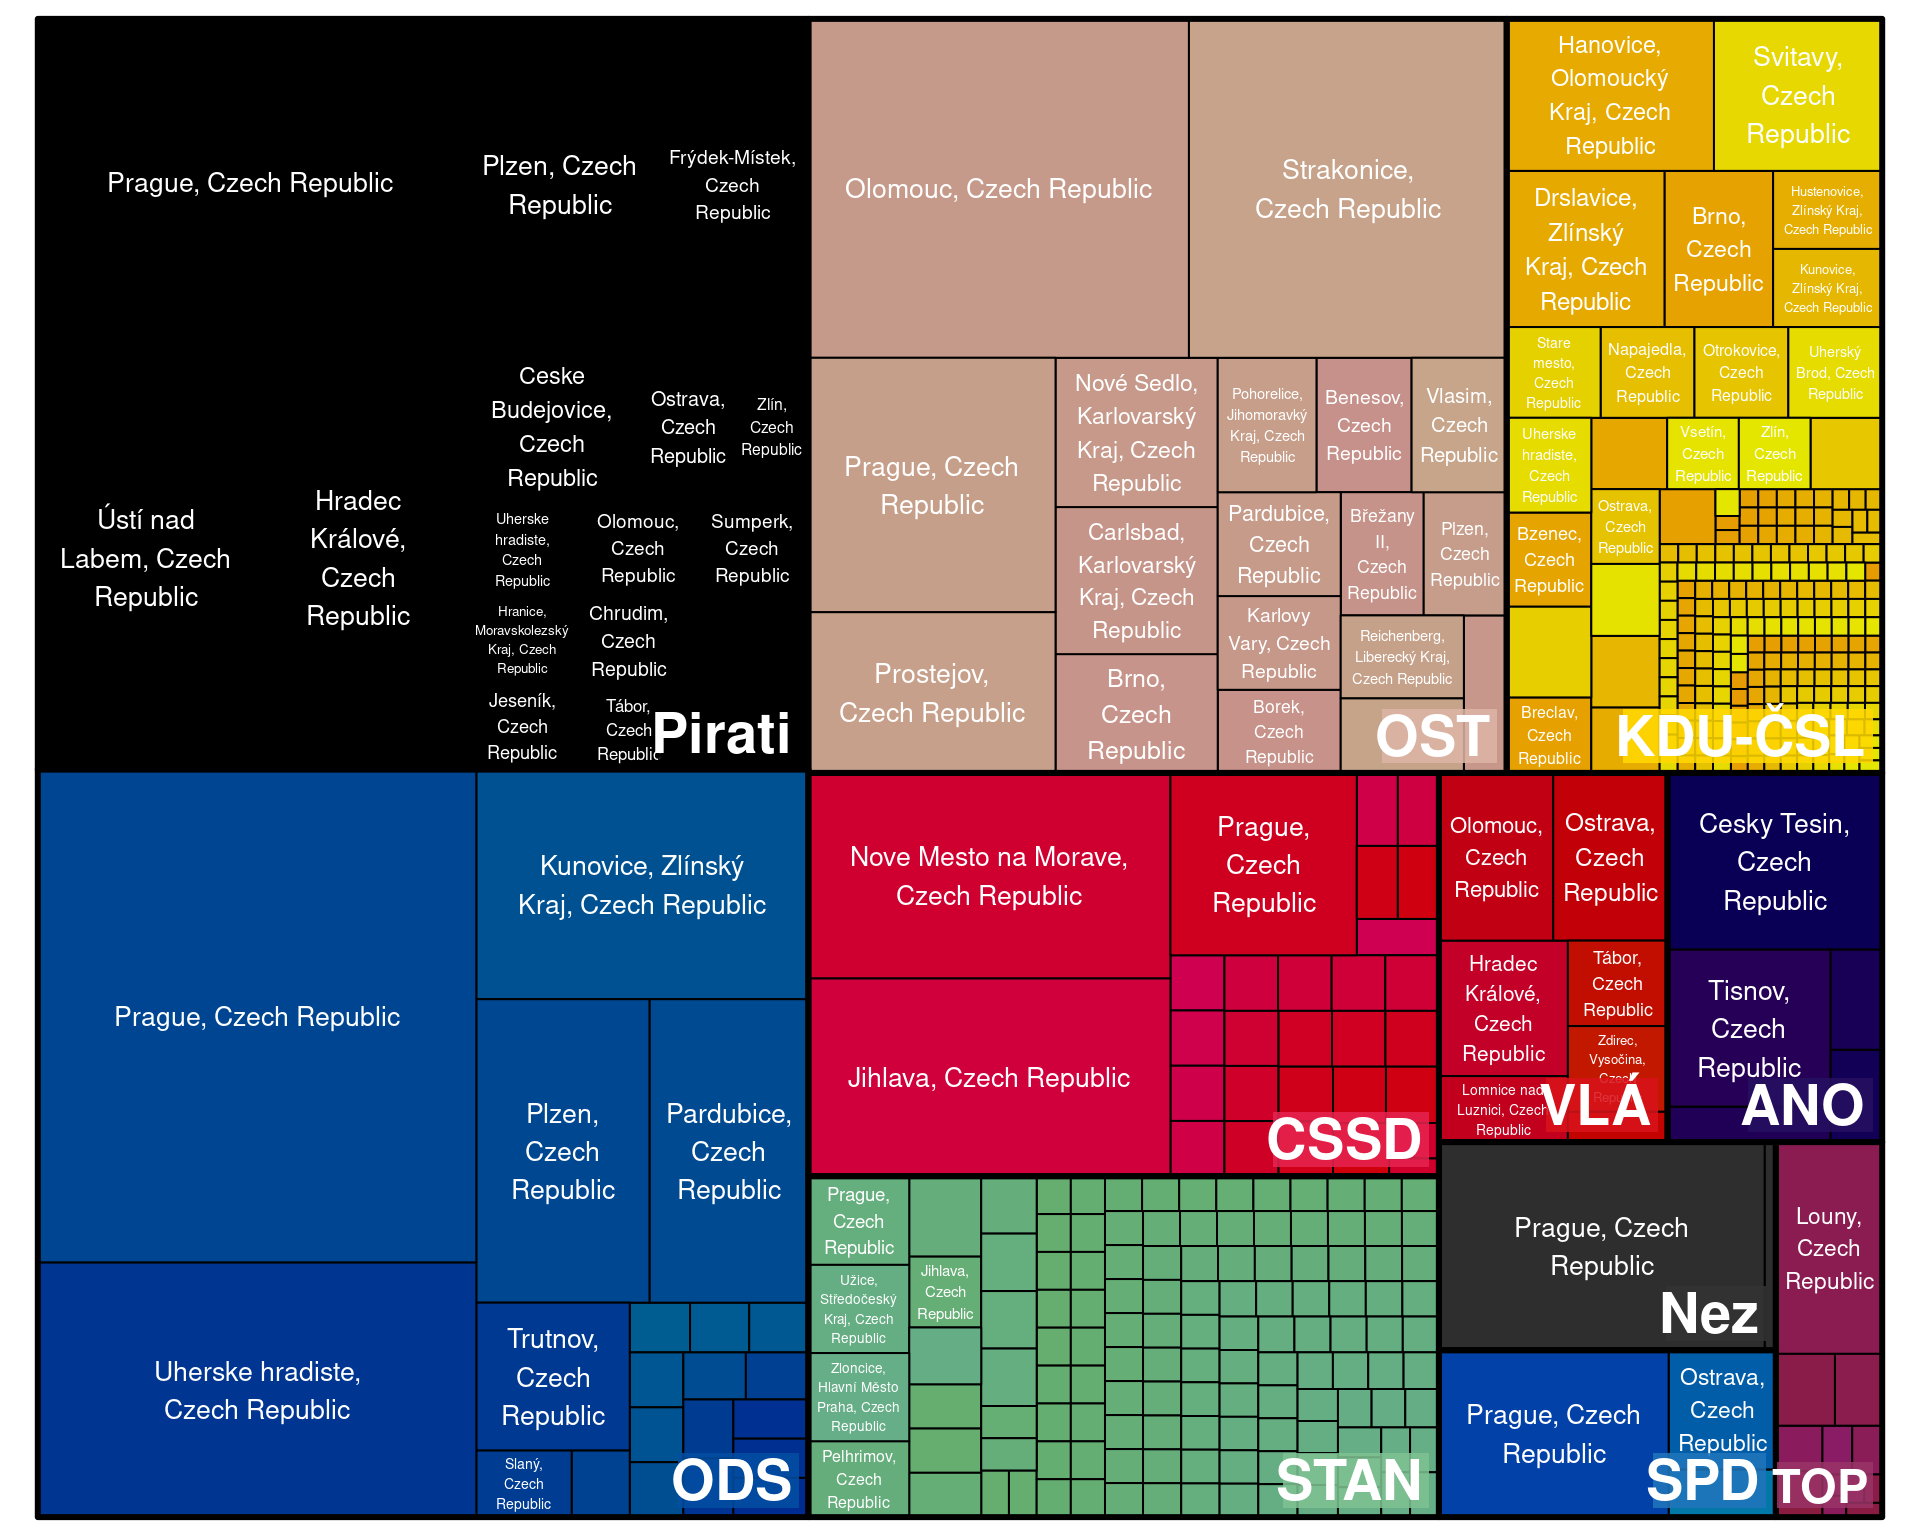 Prague, Czech Republic
Plzen, Czech
Republic
Frýdek-Místek,
Czech
Republic
Ústí nad
Labem, Czech
Republic
Hradec
Králové,
Czech
Republic
Ceske
Budejovice,
Czech
Republic
Ostrava,
Czech
Republic
Zlín,
Czech
Republic
Uherske
hradiste,
Czech
Republic
Olomouc,
Czech
Republic
Sumperk,
Czech
Republic
Hranice,
Moravskolezský
Kraj, Czech
Republic
Chrudim,
Czech
Republic
Jeseník,
Czech
Republic
Tábor,
Czech
Republic
Pirati
Olomouc, Czech Republic
Strakonice,
Czech Republic
Prague, Czech
Republic
Prostejov,
Czech Republic
Nové Sedlo,
Karlovarský
Kraj, Czech
Republic
Carlsbad,
Karlovarský
Kraj, Czech
Republic
Brno,
Czech
Republic
Pohorelice,
Jihomoravký
Kraj, Czech
Republic
Benesov,
Czech
Republic
Vlasim,
Czech
Republic
Pardubice,
Czech
Republic
Břežany
II,
Czech
Republic
Plzen,
Czech
Republic
Karlovy
Vary, Czech
Republic
Reichenberg,
Liberecký Kraj,
Czech Republic
Borek,
Czech
Republic
OST
Hanovice,
Olomoucký
Kraj, Czech
Republic
Svitavy,
Czech
Republic
Drslavice,
Zlínský
Kraj, Czech
Republic
Brno,
Czech
Republic
Hustenovice,
Zlínský Kraj,
Czech Republic
Kunovice,
Zlínský Kraj,
Czech Republic
Stare
mesto,
Czech
Republic
Napajedla,
Czech
Republic
Otrokovice,
Czech
Republic
Uherský
Brod, Czech
Republic
Uherske
hradiste,
Czech
Republic
Vsetín,
Czech
Republic
Zlín,
Czech
Republic
Ostrava,
Czech
Republic
Bzenec,
Czech
Republic
Breclav,
Czech
Republic
KDU-ČSL
Prague, Czech Republic
Uherske hradiste,
Czech Republic
Kunovice, Zlínský
Kraj, Czech Republic
Plzen,
Czech
Republic
Pardubice,
Czech
Republic
Trutnov,
Czech
Republic
Slaný,
Czech
Republic
ODS
Nove Mesto na Morave,
Czech Republic
Jihlava, Czech Republic
Prague,
Czech
Republic
CSSD
Prague,
Czech
Republic
Užice,
Středočeský
Kraj, Czech
Republic
Zloncice,
Hlavní Město
Praha, Czech
Republic
Pelhrimov,
Czech
Republic
Jihlava,
Czech
Republic
STAN
Olomouc,
Czech
Republic
Ostrava,
Czech
Republic
Hradec
Králové,
Czech
Republic
Tábor,
Czech
Republic
Zdirec,
Vysočina,
Czech
Lomnice nad
Luznici, Czech
Republic
VLÁ
Cesky Tesin,
Czech
Republic
Tisnov,
Czech
Republic
ANO
Prague, Czech
Republic
Nez
Prague, Czech
Republic
Ostrava,
Czech
Republic
SPD
Louny,
Czech
Republic
TOP